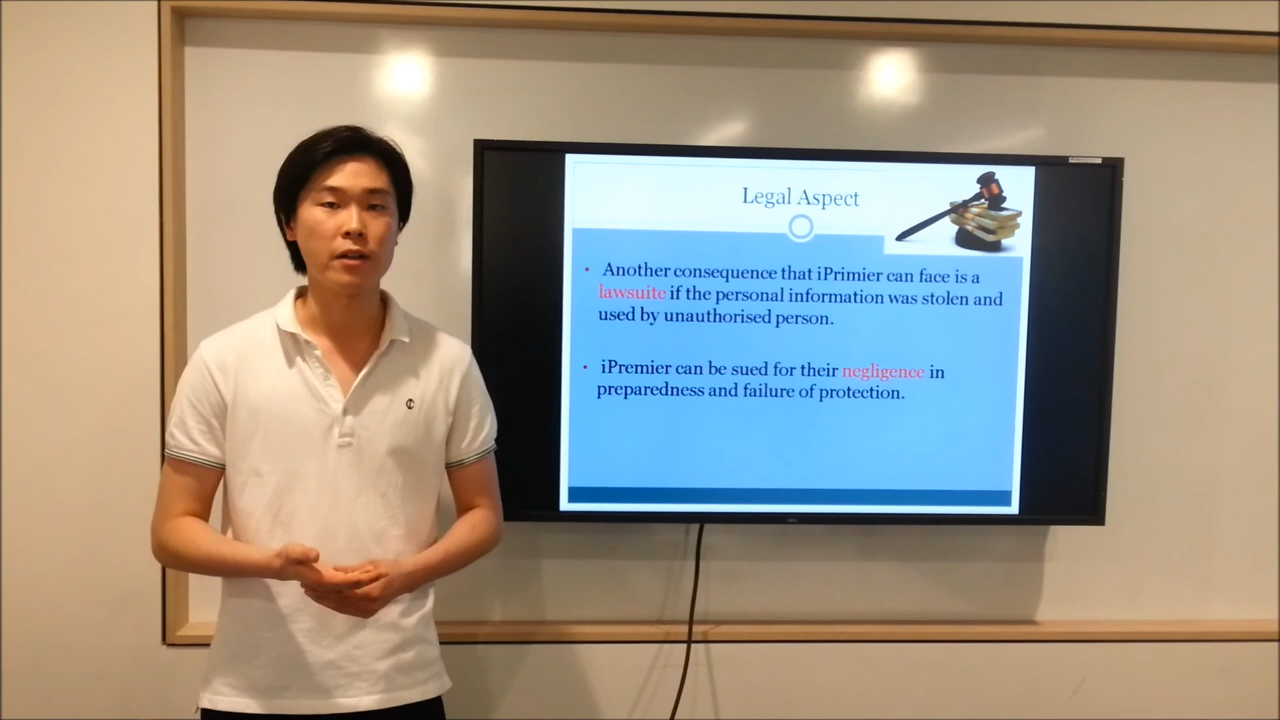 Legal Aspect
• Another consequence that iPrimier can face is a
lawsuite if the personal information was stolen and
used by unauthorised person.
• iPremier can be sued for their negligence in
preparedness and failure of protection.